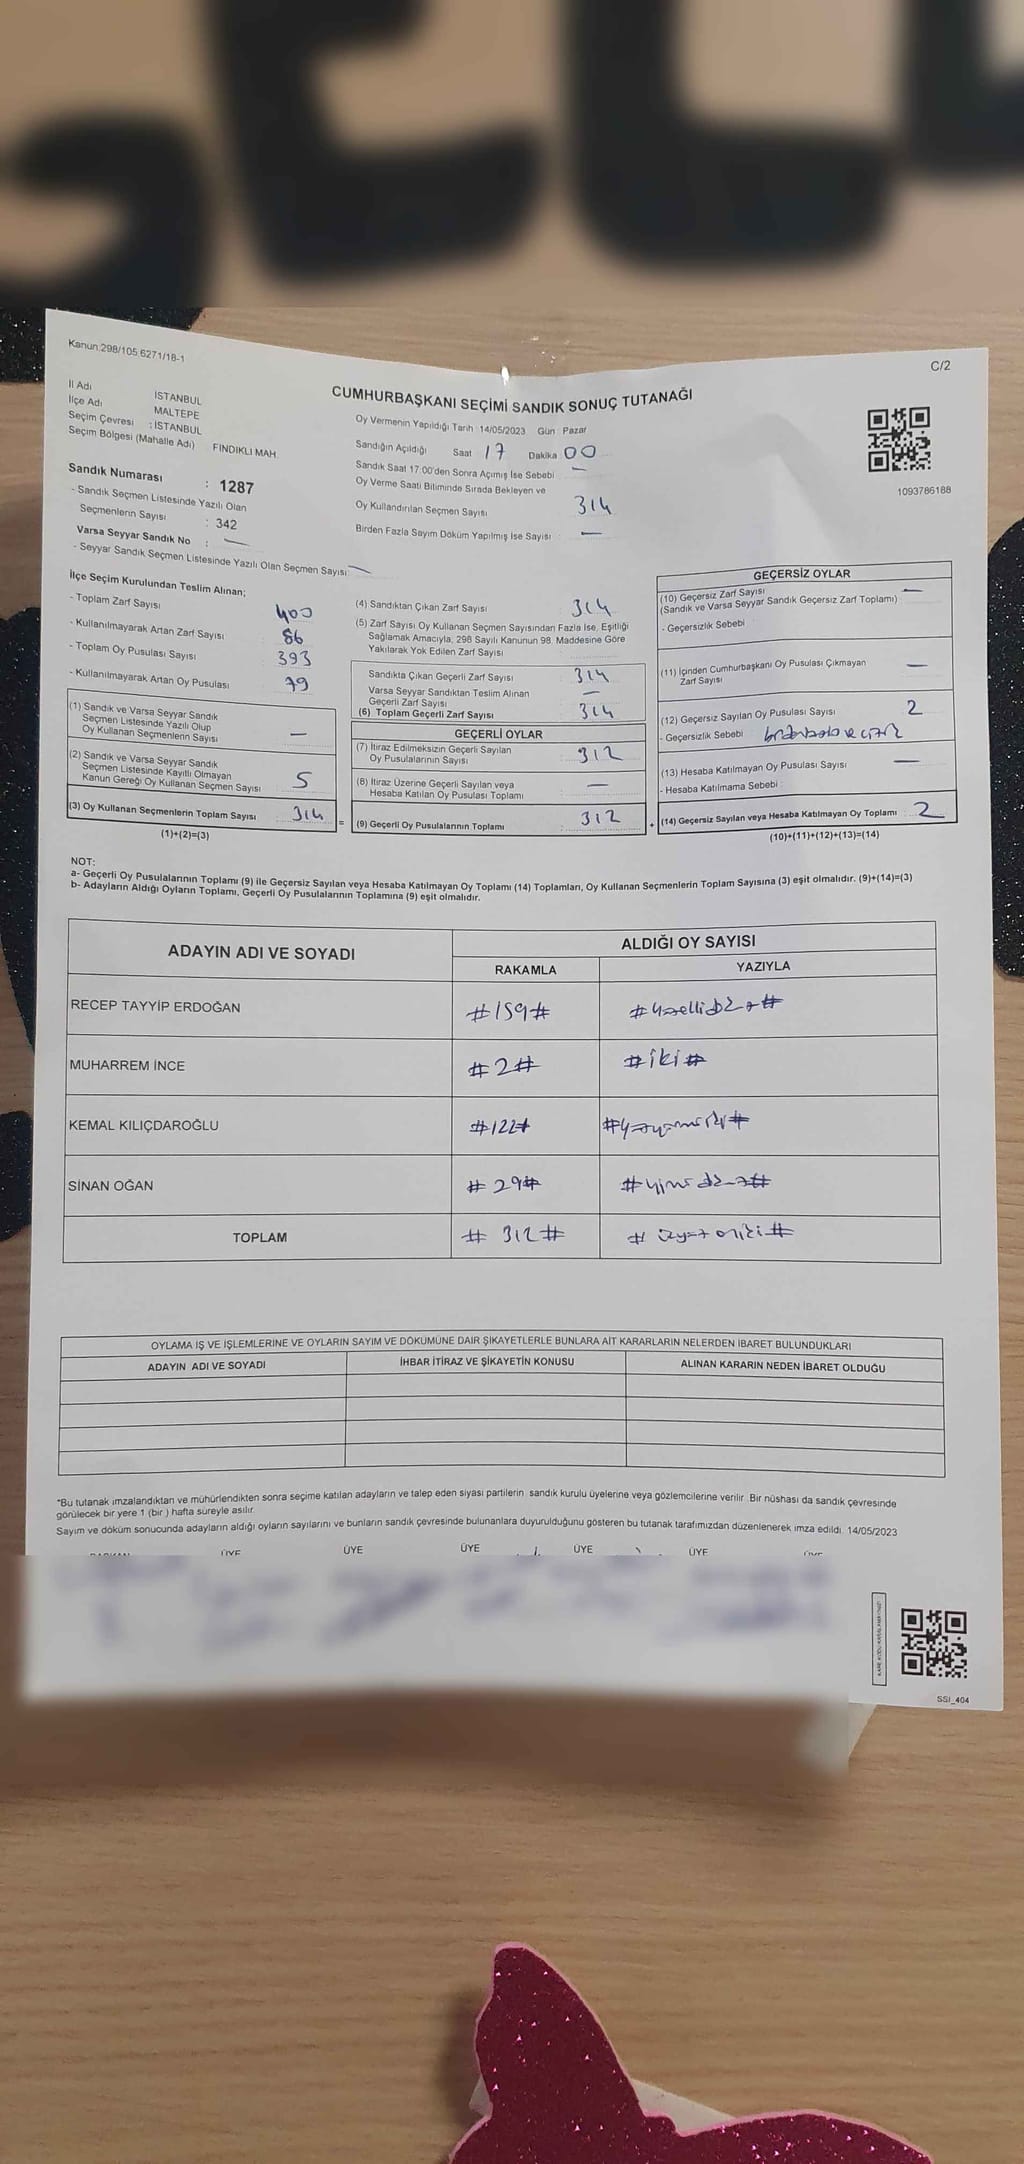 Kanun:298/105 6271/18-1
C/2
CUMHURBAŞKANI SEÇİMİ SANDIK SONUÇ TUTANAĞI
İl Adı İSTANBUL
İlçe Adı MALTEPE
Seçim Çevresi : İSTANBUL
Seçim Bölgesi (Mahalle Adı) FINDIKLI MAH.
Sandık Numarası : 1287
- Sandık Seçmen Listesinde Yazılı Olan
Seçmenlerin Sayısı : 342
Varsa Seyyar Sandık No : —
- Seyyar Sandık Seçmen Listesinde Yazılı Olan Seçmen Sayısı: —
Oy Vermenin Yapıldığı Tarih 14/05/2023 Gün Pazar
Sandığın Açıldığı Saat 17 Dakika 00
Sandık Saat 17:00'den Sonra Açımış İse Sebebi —
Oy Verme Saati Bitiminde Sırada Bekleyen ve
Oy Kullandırılan Seçmen Sayısı 314
Birden Fazla Sayım Döküm Yapılmış İse Sayısı —
1093786188
İlçe Seçim Kurulundan Teslim Alınan;
- Toplam Zarf Sayısı 400
- Kullanılmayarak Artan Zarf Sayısı 86
- Toplam Oy Pusulası Sayısı 393
- Kullanılmayarak Artan Oy Pusulası 79
(1) Sandık ve Varsa Seyyar Sandık
Seçmen Listesinde Yazılı Olup
Oy Kullanan Seçmenlerin Sayısı —
(2) Sandık ve Varsa Seyyar Sandık
Seçmen Listesinde Kayıtlı Olmayan
Kanun Gereği Oy Kullanan Seçmen Sayısı 5
(3) Oy Kullanan Seçmenlerin Toplam Sayısı 314
(1)+(2)=(3)
=
(4) Sandıktan Çıkan Zarf Sayısı 314
(5) Zarf Sayısı Oy Kullanan Seçmen Sayısından Fazla İse, Eşitliği
Sağlamak Amacıyla, 298 Sayılı Kanunun 98. Maddesine Göre
Yakılarak Yok Edilen Zarf Sayısı
Sandıkta Çıkan Geçerli Zarf Sayısı 314
Varsa Seyyar Sandıktan Teslim Alınan
Geçerli Zarf Sayısı —
(6) Toplam Geçerli Zarf Sayısı 314
GEÇERLİ OYLAR
(7) İtiraz Edilmeksizin Geçerli Sayılan
Oy Pusulalarının Sayısı 312
(8) İtiraz Üzerine Geçerli Sayılan veya
Hesaba Katılan Oy Pusulası Toplamı —
(9) Geçerli Oy Pusulalarının Toplamı 312
+
GEÇERSİZ OYLAR
(10) Geçersiz Zarf Sayısı —
(Sandık ve Varsa Seyyar Sandık Geçersiz Zarf Toplamı)
- Geçersizlik Sebebi
(11) İçinden Cumhurbaşkanı Oy Pusulası Çıkmayan
Zarf Sayısı —
(12) Geçersiz Sayılan Oy Pusulası Sayısı 2
- Geçersizlik Sebebi
(13) Hesaba Katılmayan Oy Pusulası Sayısı —
- Hesaba Katılmama Sebebi
(14) Geçersiz Sayılan veya Hesaba Katılmayan Oy Toplamı 2
(10)+(11)+(12)+(13)=(14)
NOT:
a- Geçerli Oy Pusulalarının Toplamı (9) ile Geçersiz Sayılan veya Hesaba Katılmayan Oy Toplamı (14) Toplamları, Oy Kullanan Seçmenlerin Toplam Sayısına (3) eşit olmalıdır. (9)+(14)=(3)
b- Adayların Aldığı Oyların Toplamı, Geçerli Oy Pusulalarının Toplamına (9) eşit olmalıdır.
ADAYIN ADI VE SOYADI ALDIĞI OY SAYISI
RAKAMLA YAZIYLA
RECEP TAYYİP ERDOĞAN #159# #yüzellidokuz#
MUHARREM İNCE #2# #iki#
KEMAL KILIÇDAROĞLU #122# #yüzyirmiiki#
SİNAN OĞAN #29# #yirmidokuz#
TOPLAM #312# #üçyüzoniki#
OYLAMA İŞ VE İŞLEMLERİNE VE OYLARIN SAYIM VE DÖKÜMÜNE DAİR ŞİKAYETLERLE BUNLARA AİT KARARLARIN NELERDEN İBARET BULUNDUKLARI
ADAYIN ADI VE SOYADI İHBAR İTİRAZ VE ŞİKAYETİN KONUSU ALINAN KARARIN NEDEN İBARET OLDUĞU
*Bu tutanak imzalandıktan ve mühürlendikten sonra seçime katılan adayların ve talep eden siyasi partilerin sandık kurulu üyelerine veya gözlemcilerine verilir. Bir nüshası da sandık çevresinde
görülecek bir yere 1 (bir) hafta süreyle asılır.
Sayım ve döküm sonucunda adayların aldığı oyların sayılarını ve bunların sandık çevresinde bulunanlara duyurulduğunu gösteren bu tutanak tarafımızdan düzenlenerek imza edildi. 14/05/2023
BAŞKAN ÜYE ÜYE ÜYE ÜYE ÜYE ÜYE
SSI_404